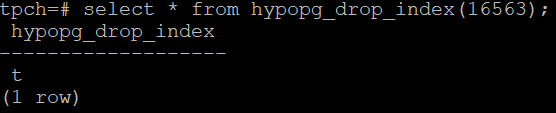 tpch=# select * from hypopg_drop_index(16563);
hypopg_drop_index
-------------------
t
(1 row)